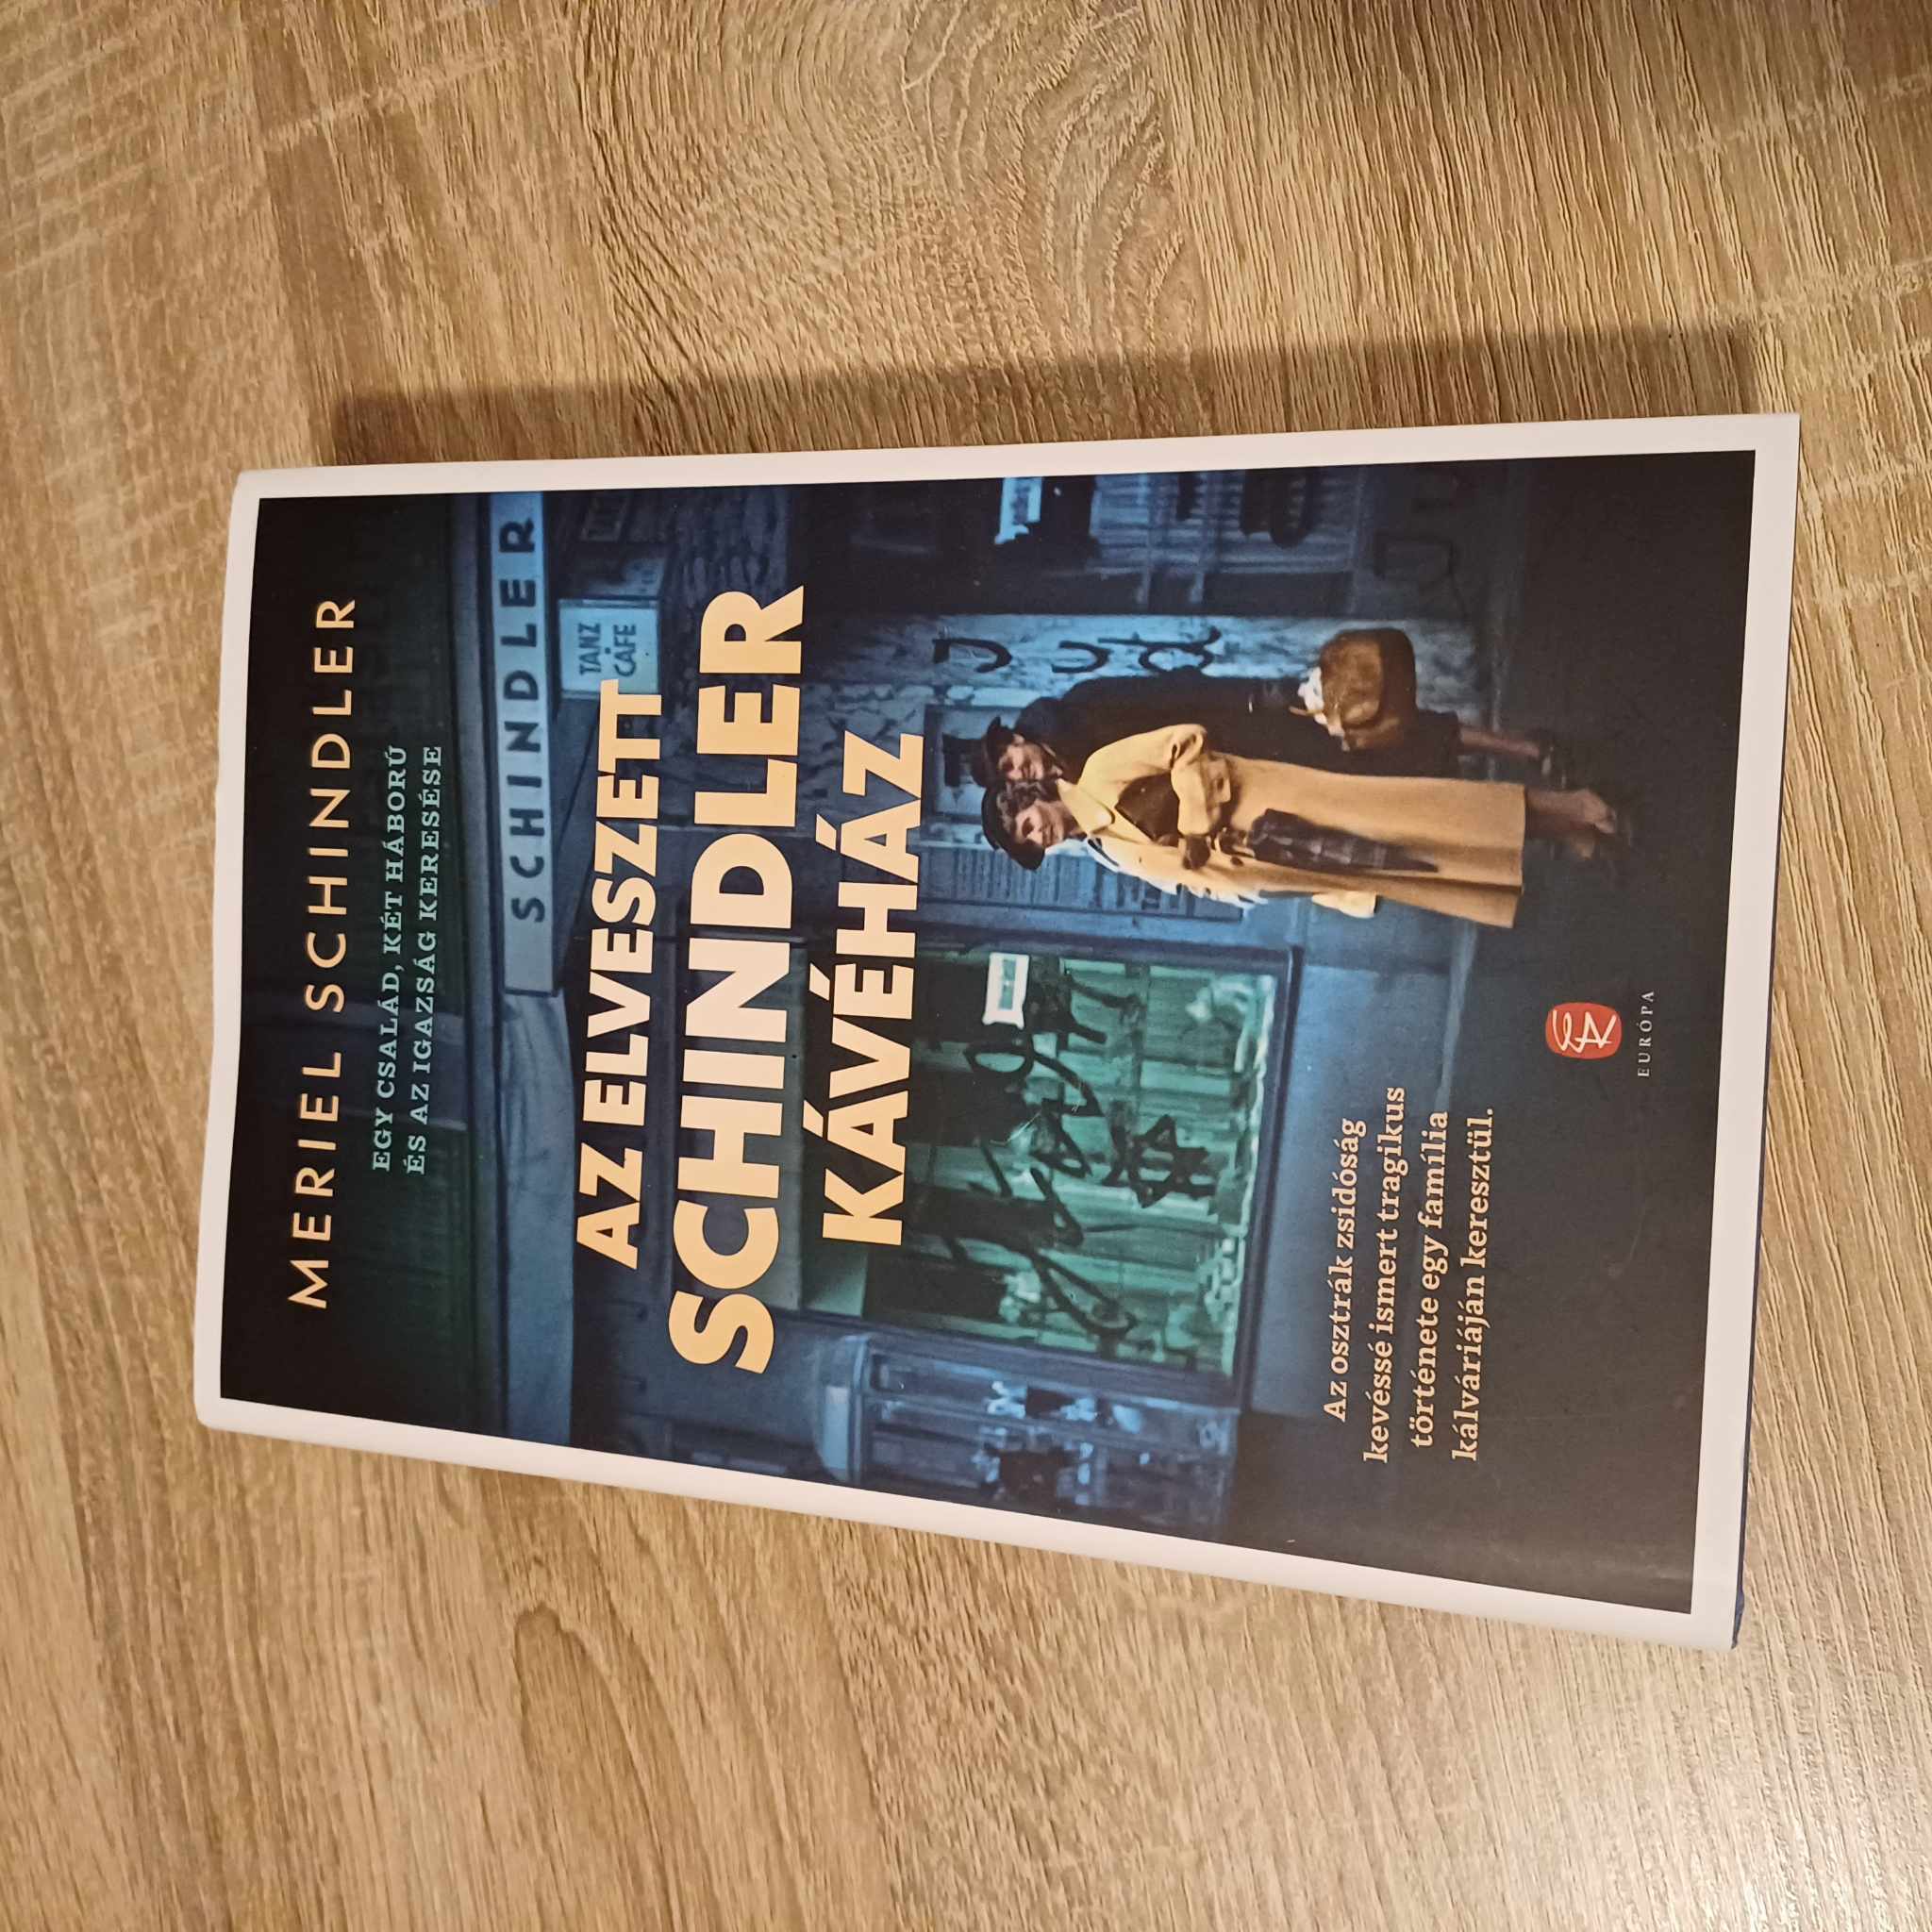 MERIEL SCHINDLER
EGY CSALÁD, KÉT HÁBORÚ
ÉS AZ IGAZSÁG KERESÉSE
SCHINDLER
TANZ
CAFE
AZ ELVESZETT
SCHINDLER
KÁVÉHÁZ
Jud
Juda
Az osztrák zsidóság
kevéssé ismert tragikus
története egy família
kálváriáján keresztül.
EURÓPA